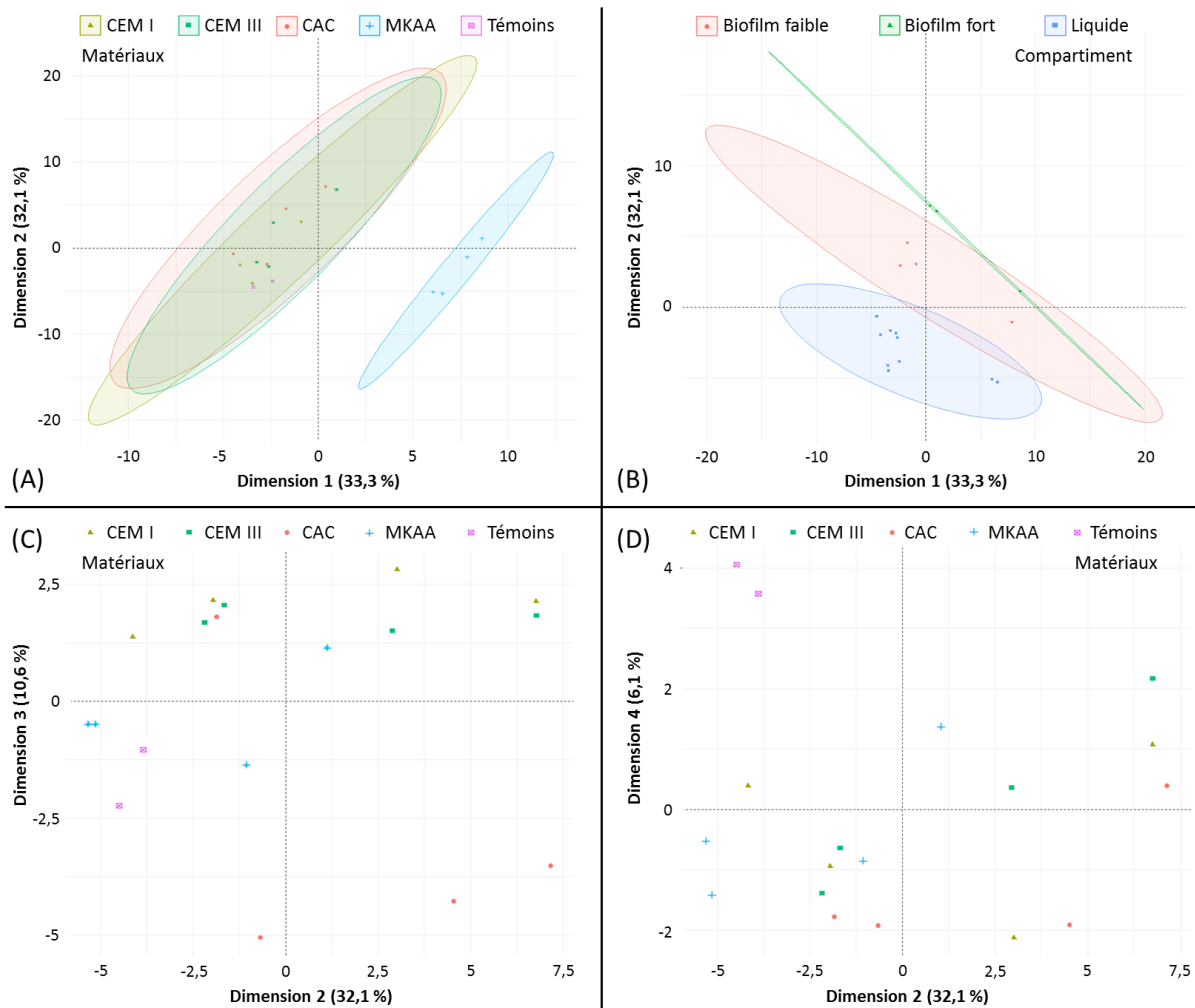 CEM I CEM III CAC MKAA Témoins
Matériaux
20
10
0
-10
-20
Dimension 2 (32,1 %)
-10 -5 0 5 10
Dimension 1 (33,3 %)
(A)
Biofilm faible Biofilm fort Liquide
Compartiment
10
0
Dimension 2 (32,1 %)
-20 -10 0 10 20
Dimension 1 (33,3 %)
(B)
(C)
CEM I CEM III CAC MKAA Témoins
Matériaux
2,5
0
-2,5
-5
Dimension 3 (10,6 %)
-5 -2,5 0 2,5 5 7,5
Dimension 2 (32,1 %)
(D)
CEM I CEM III CAC MKAA Témoins
Matériaux
4
2
0
-2
Dimension 4 (6,1 %)
-5 -2,5 0 2,5 5 7,5
Dimension 2 (32,1 %)